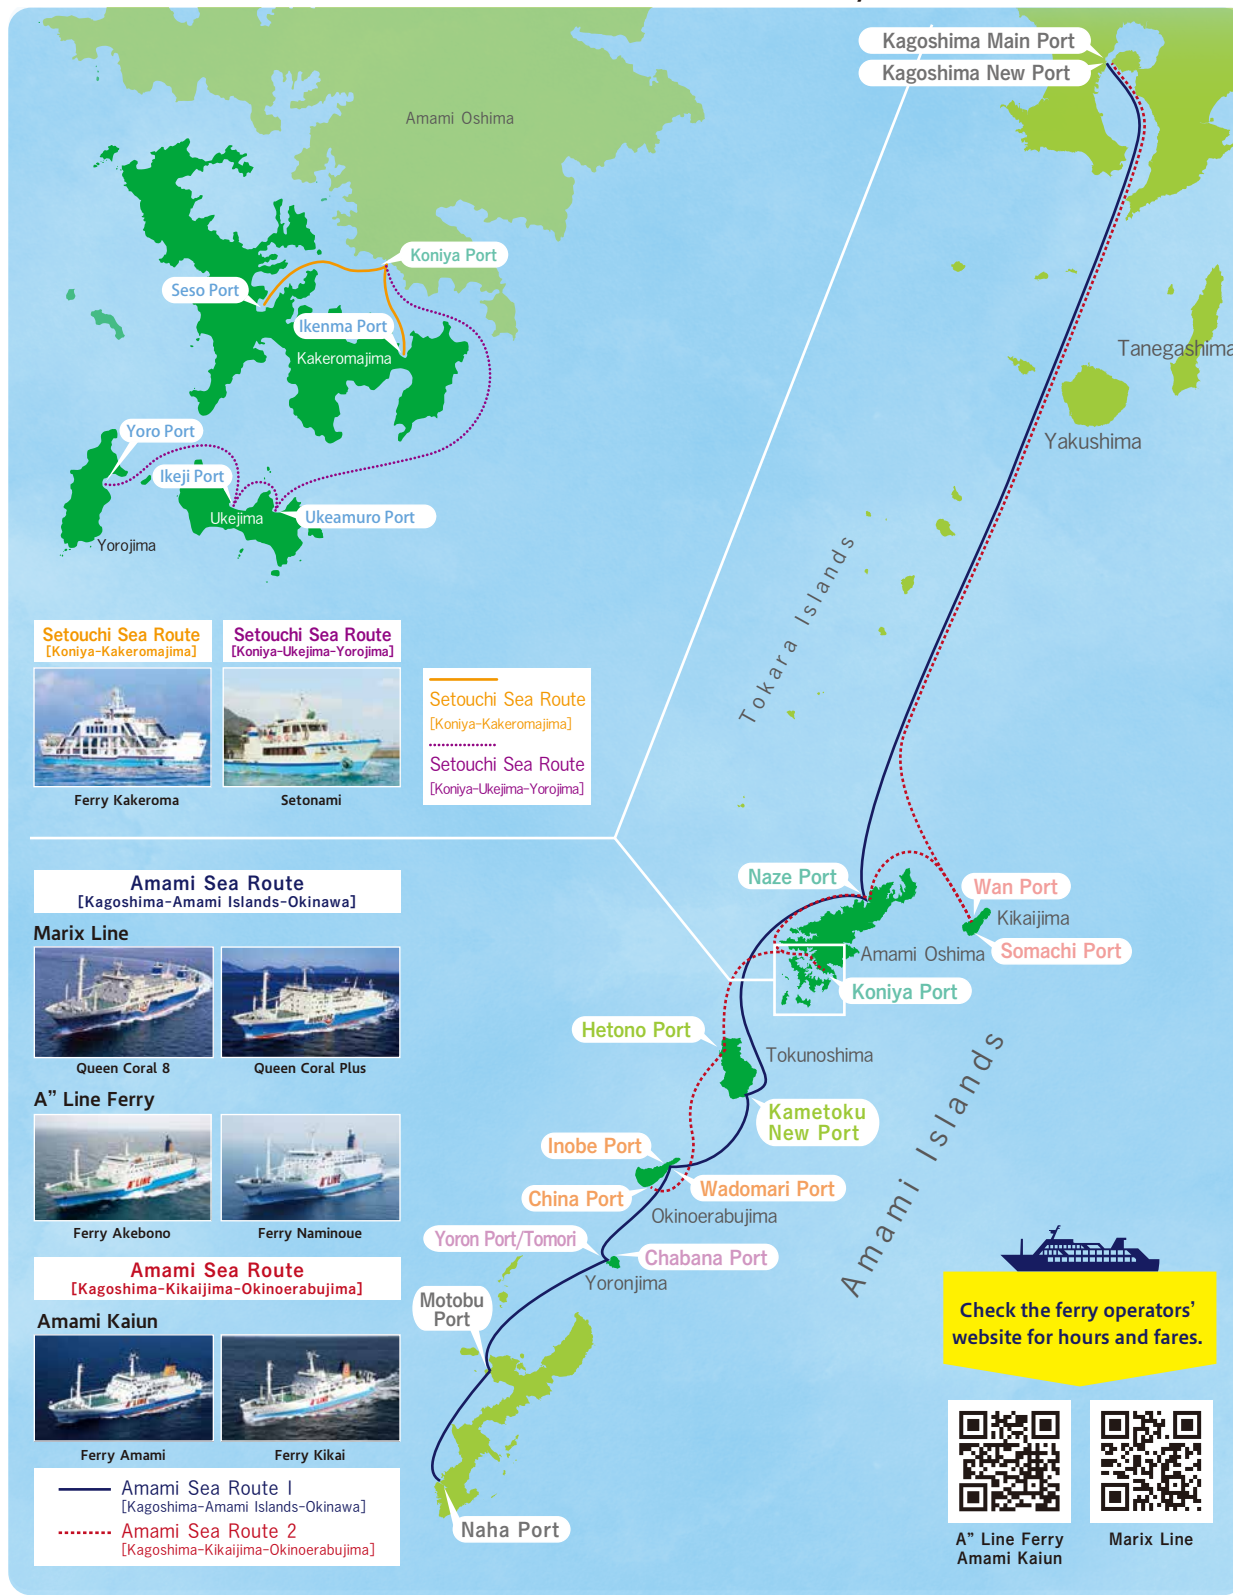 Kagoshima Main Port
Kagoshima New Port
Amami Oshima
Koniya Port
Seso Port
Ikenma Port
Kakeromajima
Yoro Port
Ikeji Port
Ukejima
Ukeamuro Port
Yorojima
Tanegashima
Yakushima
Tokara Islands
Setouchi Sea Route
[Koniya-Kakeromajima]
Setouchi Sea Route
[Koniya-Ukejima-Yorojima]
Ferry Kakeroma
Setonami
Setouchi Sea Route
[Koniya-Kakeromajima]
Setouchi Sea Route
[Koniya-Ukejima-Yorojima]
Naze Port
Wan Port
Kikaijima
Somachi Port
Amami Oshima
Koniya Port
Hetono Port
Tokunoshima
Kametoku
New Port
Inobe Port
China Port
Wadomari Port
Okinoerabujima
Yoron Port/Tomori
Chabana Port
Yoronjima
Motobu
Port
Naha Port
Amami Islands
Amami Sea Route
[Kagoshima-Amami Islands-Okinawa]
Marix Line
Queen Coral 8
Queen Coral Plus
A” Line Ferry
Ferry Akebono
Ferry Naminoue
Amami Sea Route
[Kagoshima-Kikaijima-Okinoerabujima]
Amami Kaiun
Ferry Amami
Ferry Kikai
Amami Sea Route 1
[Kagoshima-Amami Islands-Okinawa]
Amami Sea Route 2
[Kagoshima-Kikaijima-Okinoerabujima]
Check the ferry operators’
website for hours and fares.
A” Line Ferry
Amami Kaiun
Marix Line